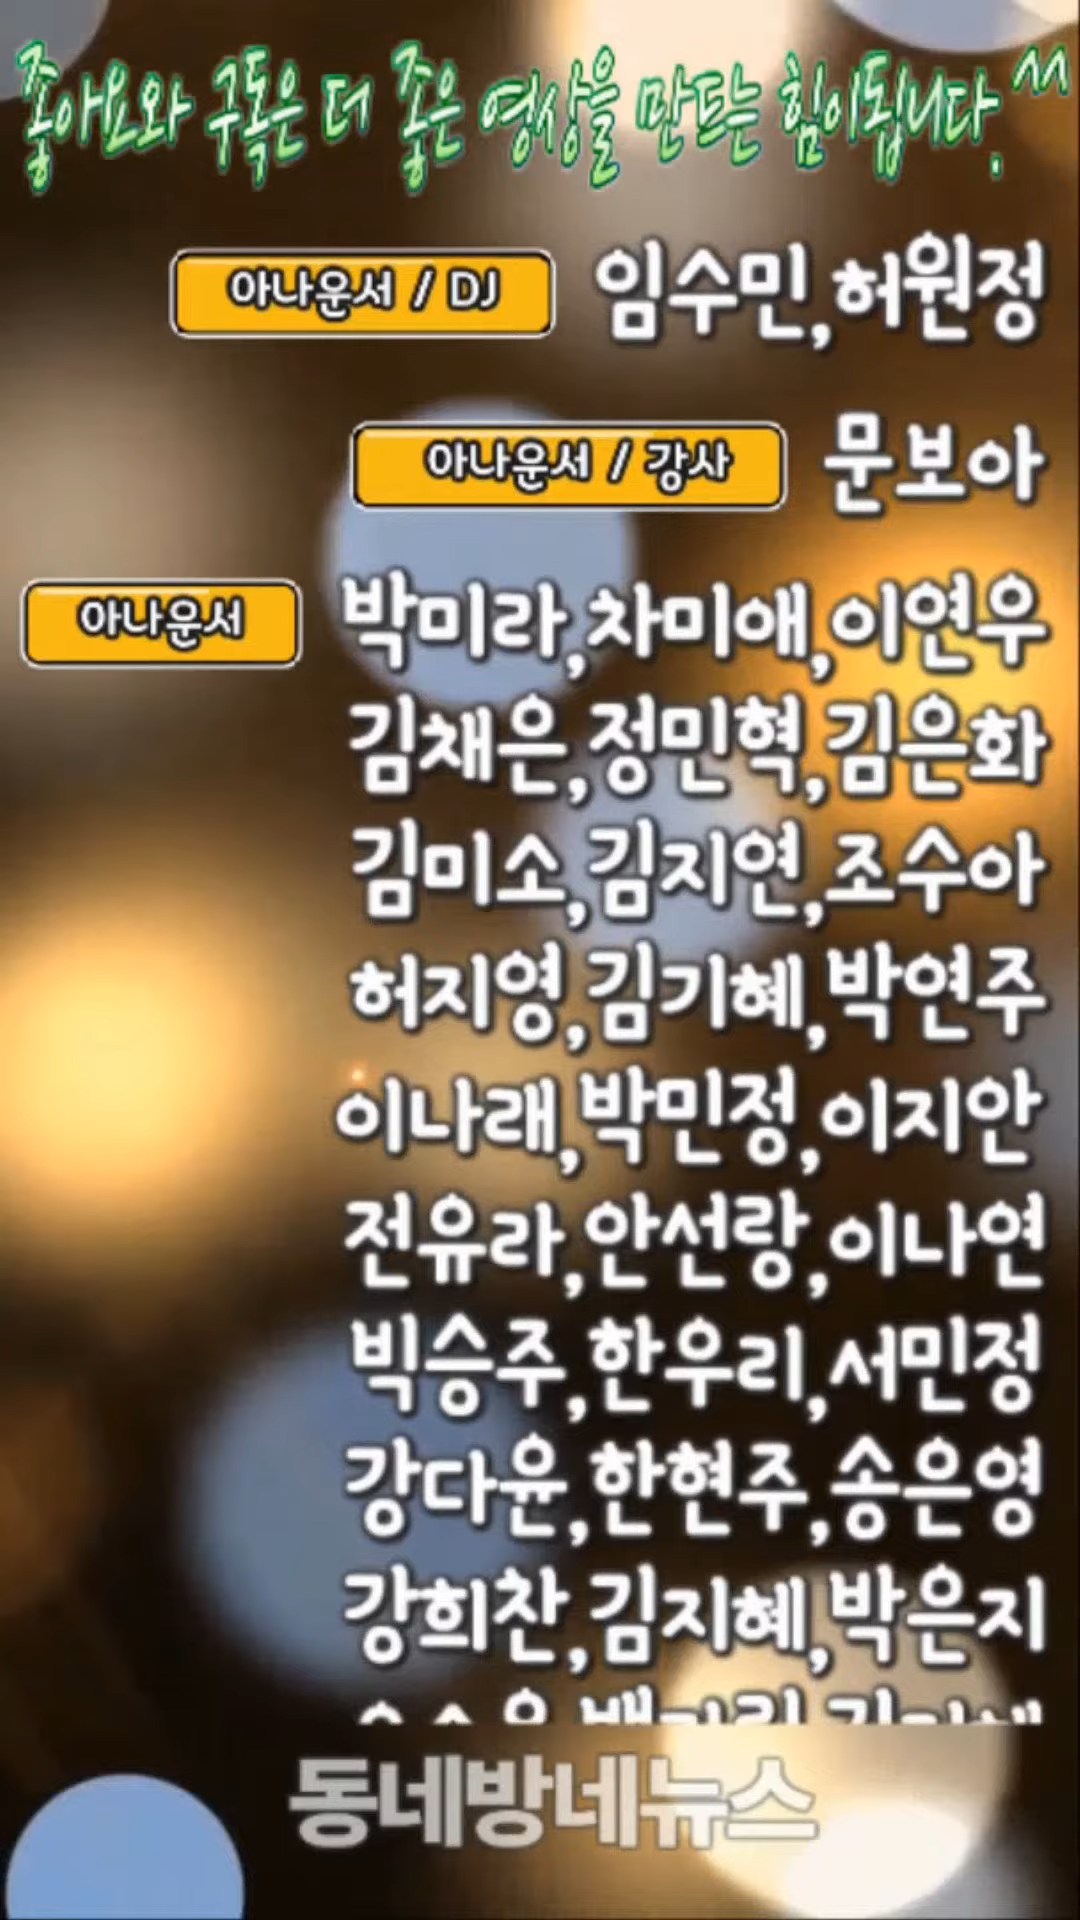 좋아요와 구독은 더 좋은 영상을 만드는 힘이됩니다.^^
아나운서 / DJ 임수민,허원정
아나운서 / 강사 문보아
아나운서 박미라,차미애,이연우
김채은,정민혁,김은화
김미소,김지연,조수아
허지영,김기혜,박연주
이나래,박민정,이지안
전유라,안선랑,이나연
빅승주,한우리,서민정
강다윤,한현주,송은영
강희찬,김지혜,박은지
동네방네뉴스